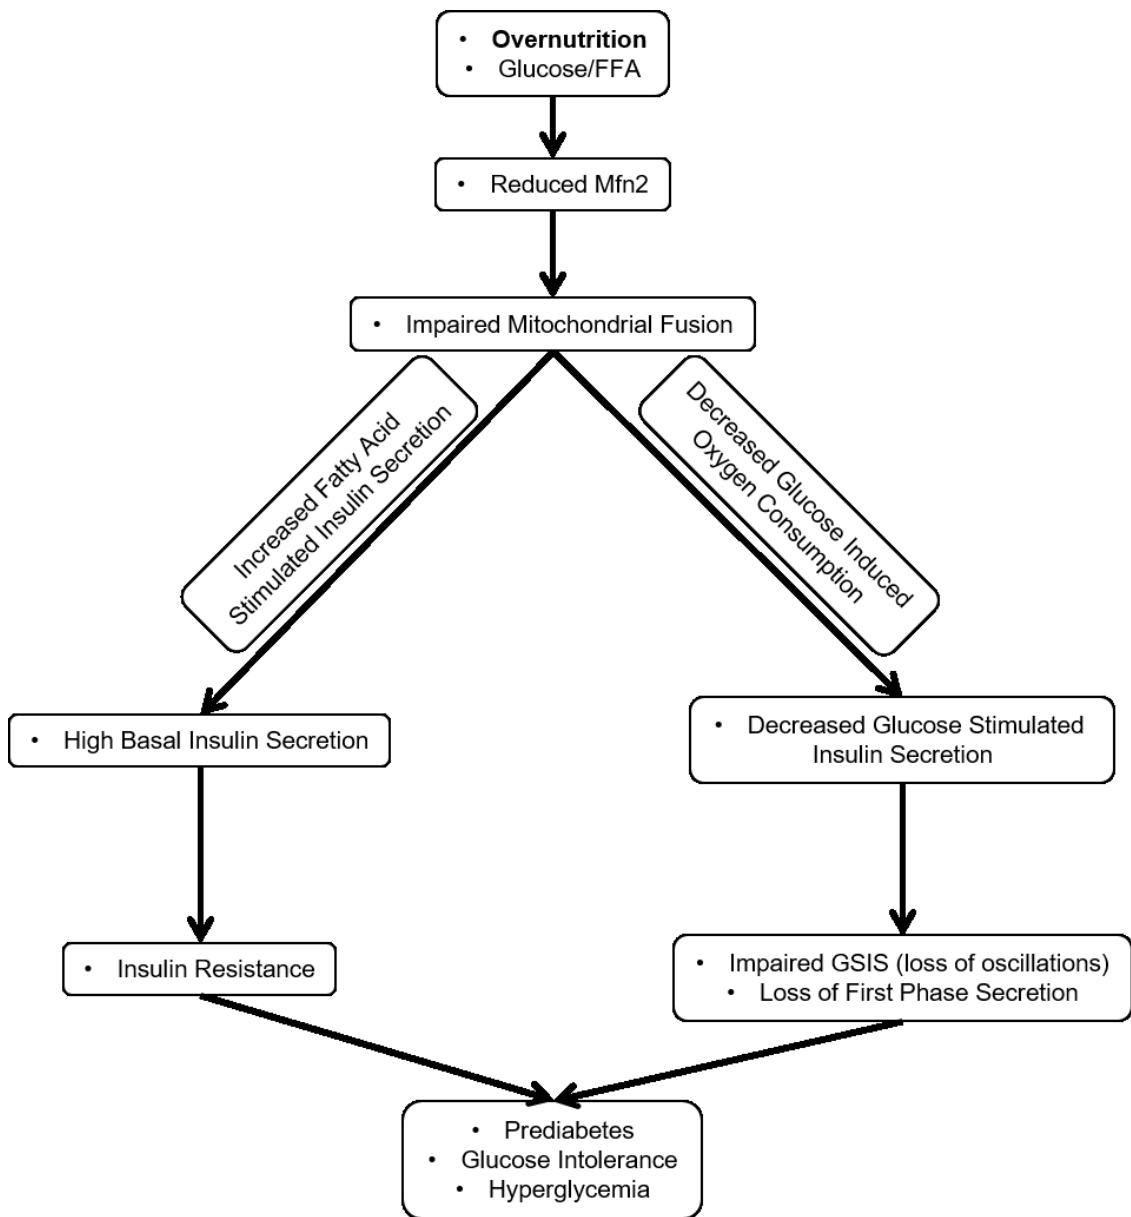 • Overnutrition
• Glucose/FFA
• Reduced Mfn2
• Impaired Mitochondrial Fusion
Increased Fatty Acid
Stimulated Insulin Secretion
Decreased Glucose Induced
Oxygen Consumption
• High Basal Insulin Secretion
• Decreased Glucose Stimulated
Insulin Secretion
• Insulin Resistance
• Impaired GSIS (loss of oscillations)
• Loss of First Phase Secretion
• Prediabetes
• Glucose Intolerance
• Hyperglycemia